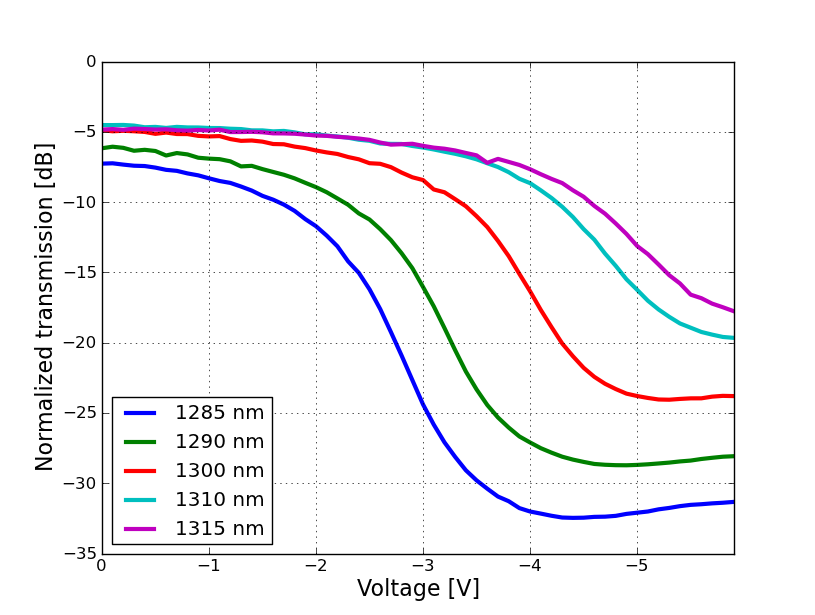 0
−5
−10
−15
−20
−25
−30
−35
Normalized transmission [dB]
1285 nm
1290 nm
1300 nm
1310 nm
1315 nm
0 −1 −2 −3 −4 −5
Voltage [V]